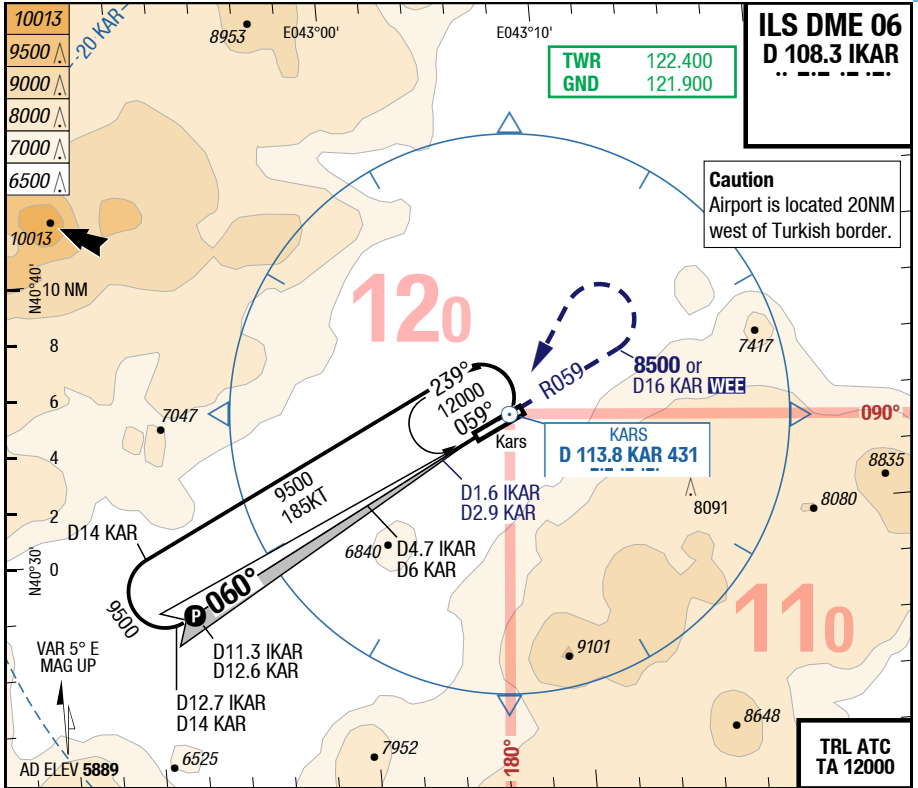 10013
9500
9000
8000
7000
6500
20 KAR
8953
E043°00'
E043°10'
TWR 122.400
GND 121.900
ILS DME 06
D 108.3 IKAR
Caution
Airport is located 20NM
west of Turkish border.
10013
N40°40'
10 NM
8
6
4
2
0
N40°30'
120
7417
8500 or
D16 KAR WEE
R059
239°
12000
059°
Kars
090°
KARS
D 113.8 KAR 431
7047
8835
9500
185KT
D1.6 IKAR
D2.9 KAR
8091
8080
D14 KAR
6840
D4.7 IKAR
D6 KAR
9500
P
060°
110
D11.3 IKAR
D12.6 KAR
9101
VAR 5° E
MAG UP
D12.7 IKAR
D14 KAR
8648
180°
7952
6525
AD ELEV 5889
TRL ATC
TA 12000